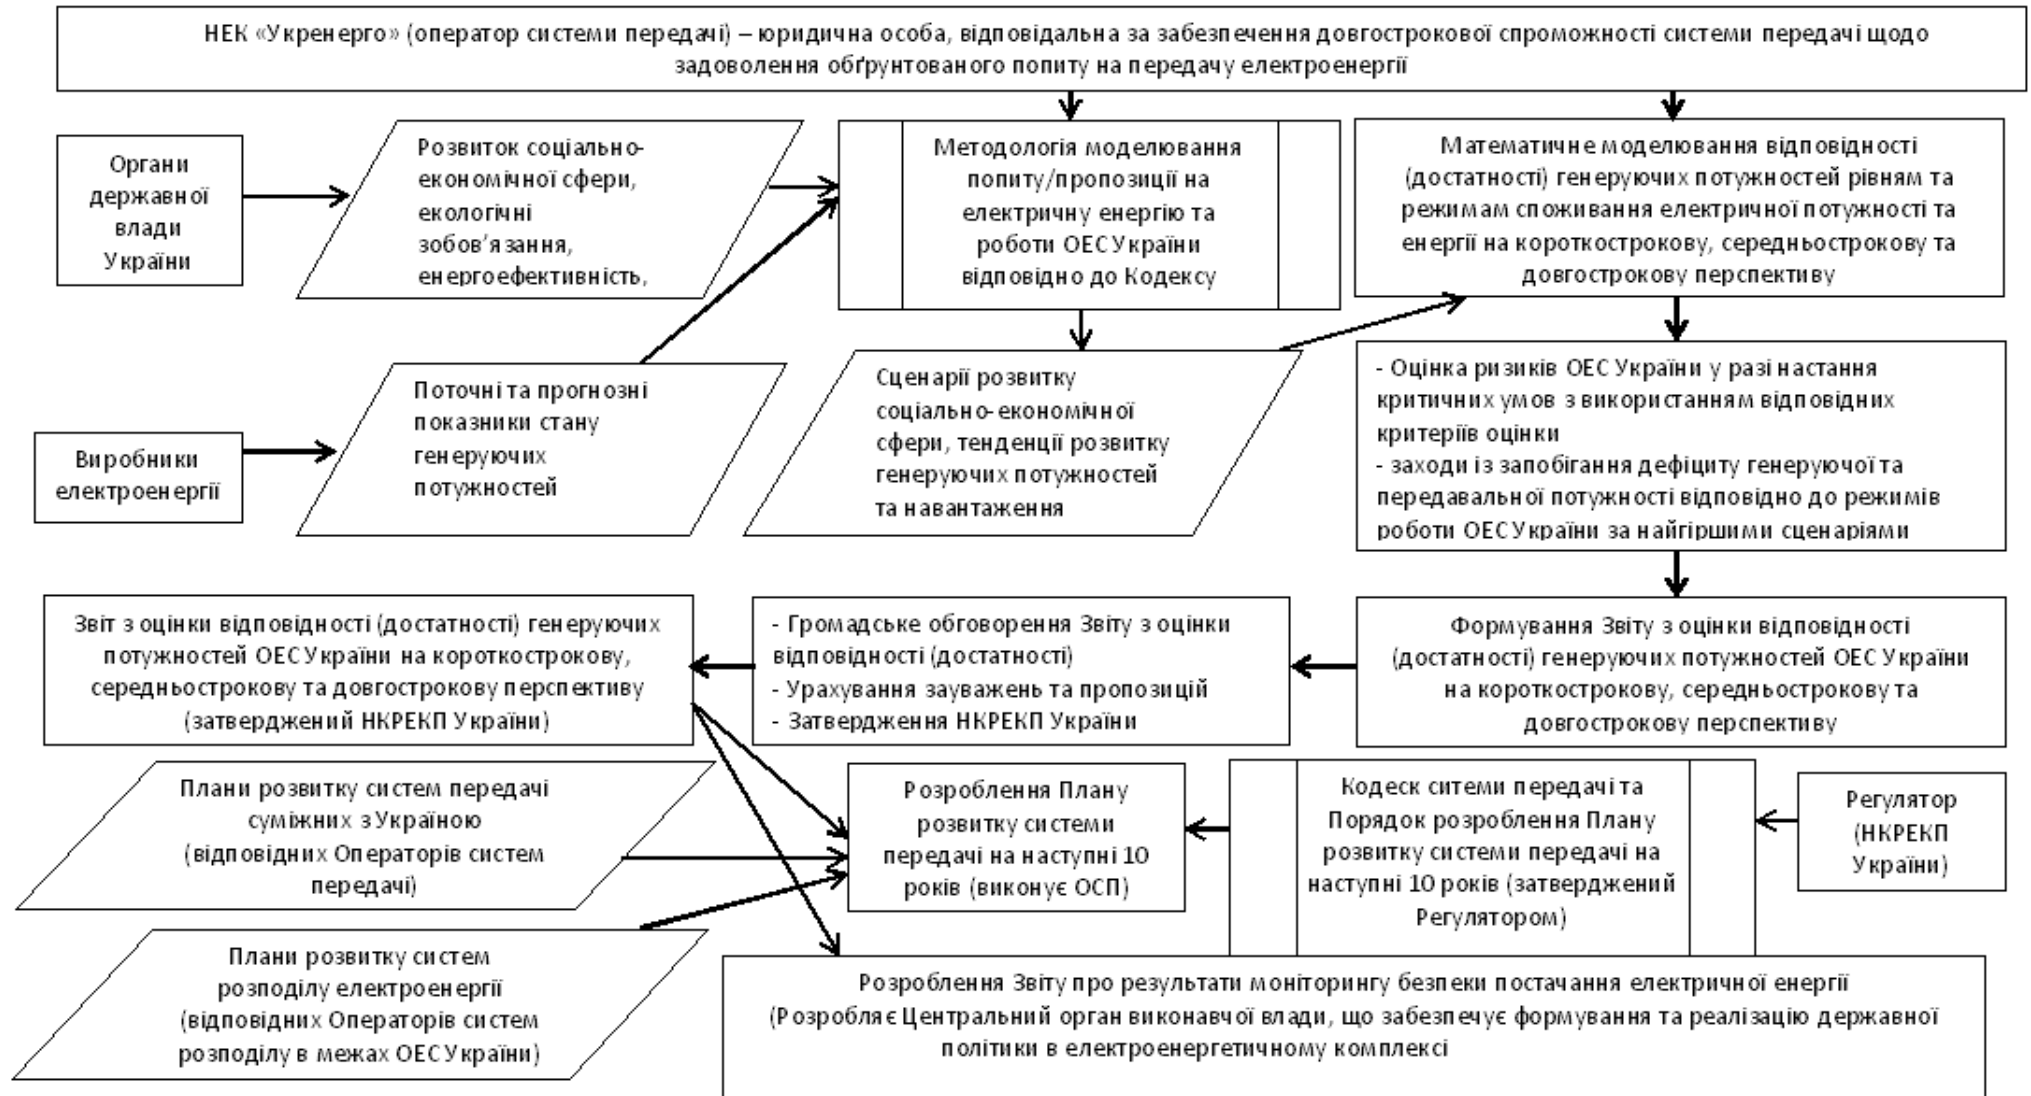 НЕК «Укренерго» (оператор системи передачі) – юридична особа, відповідальна за забезпечення довгострокової спроможності системи передачі щодо
задоволення обґрунтованого попиту на передачу електроенергії
Органи
державної
влади
України
Розвиток соціально-
економічної сфери,
екологічні
зобов’язання,
енергоефективність,
Методологія моделювання
попиту/пропозиції на
електричну енергію та
роботи ОЕС України
відповідно до Кодексу
Математичне моделювання відповідності
(достатності) генеруючих потужностей рівням та
режимам споживання електричної потужності та
енергії на короткострокову, середньострокову та
довгострокову перспективу
Виробники
електроенергії
Поточні та прогнозні
показники стану
генеруючих
потужностей
Сценарії розвитку
соціально-економічної
сфери, тенденції розвитку
генеруючих потужностей
та навантаження
- Оцінка ризиків ОЕС України у разі настання
критичних умов з використанням відповідних
критеріїв оцінки
- заходи із запобігання дефіциту генеруючої та
передавальної потужності відповідно до режимів
роботи ОЕС України за найгіршими сценаріями
Звіт з оцінки відповідності (достатності) генеруючих
потужностей ОЕС України на короткострокову,
середньострокову та довгострокову перспективу
(затверджений НКРЕКП України)
- Громадське обговорення Звіту з оцінки
відповідності (достатності)
- Урахування зауважень та пропозицій
- Затвердження НКРЕКП України
Формування Звіту з оцінки відповідності
(достатності) генеруючих потужностей ОЕС України
на короткострокову, середньострокову та
довгострокову перспективу
Плани розвитку систем передачі
суміжних з Україною
(відповідних Операторів систем
передачі)
Розроблення Плану
розвитку системи
передачі на наступні 10
років (виконує ОСП)
Кодеск ситеми передачі та
Порядок розроблення Плану
розвитку системи передачі на
наступні 10 років (затверджений
Регулятором)
Регулятор
(НКРЕКП
України)
Плани розвитку систем
розподілу електроенергії
(відповідних Операторів систем
розподілу в межах ОЕС України)
Розроблення Звіту про результати моніторингу безпеки постачання електричної енергії
(Розробляє Центральний орган виконавчої влади, що забезпечує формування та реалізацію державної
політики в електроенергетичному комплексі